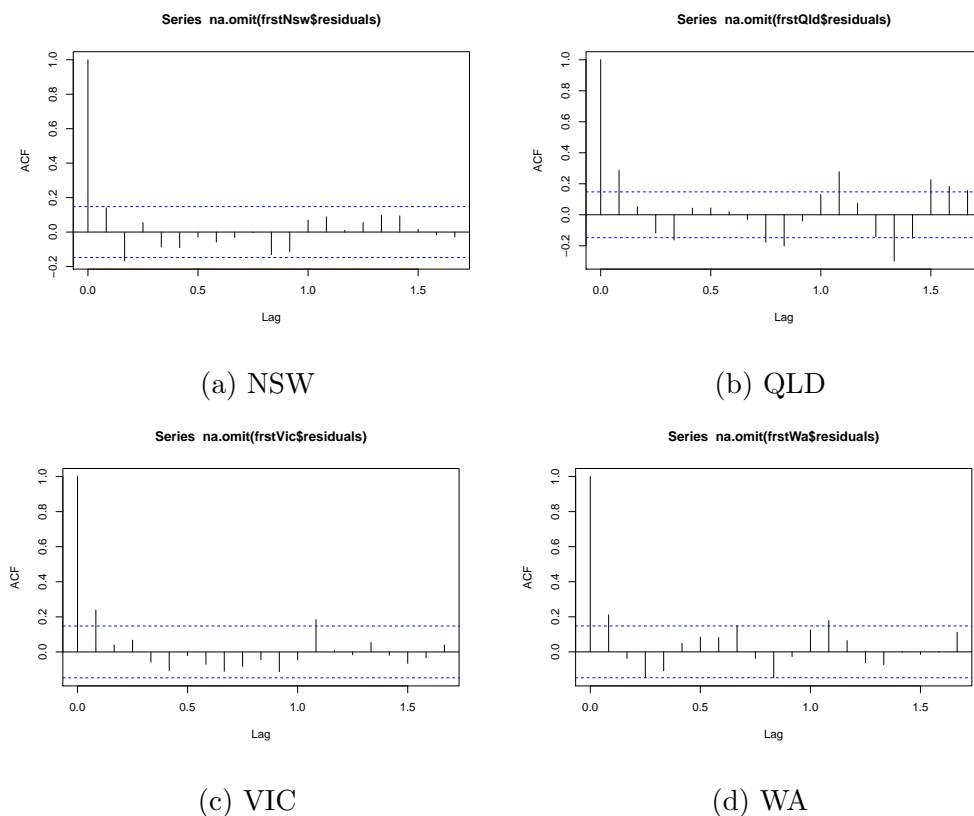 Series na.omit(frstNsw$residuals)
ACF
−0.2 0.0 0.2 0.4 0.6 0.8 1.0
0.0 0.5 1.0 1.5
Lag
(a) NSW
Series na.omit(frstQld$residuals)
ACF
−0.2 0.0 0.2 0.4 0.6 0.8 1.0
0.0 0.5 1.0 1.5
Lag
(b) QLD
Series na.omit(frstVic$residuals)
ACF
0.0 0.2 0.4 0.6 0.8 1.0
0.0 0.5 1.0 1.5
Lag
(c) VIC
Series na.omit(frstWa$residuals)
ACF
0.0 0.2 0.4 0.6 0.8 1.0
0.0 0.5 1.0 1.5
Lag
(d) WA